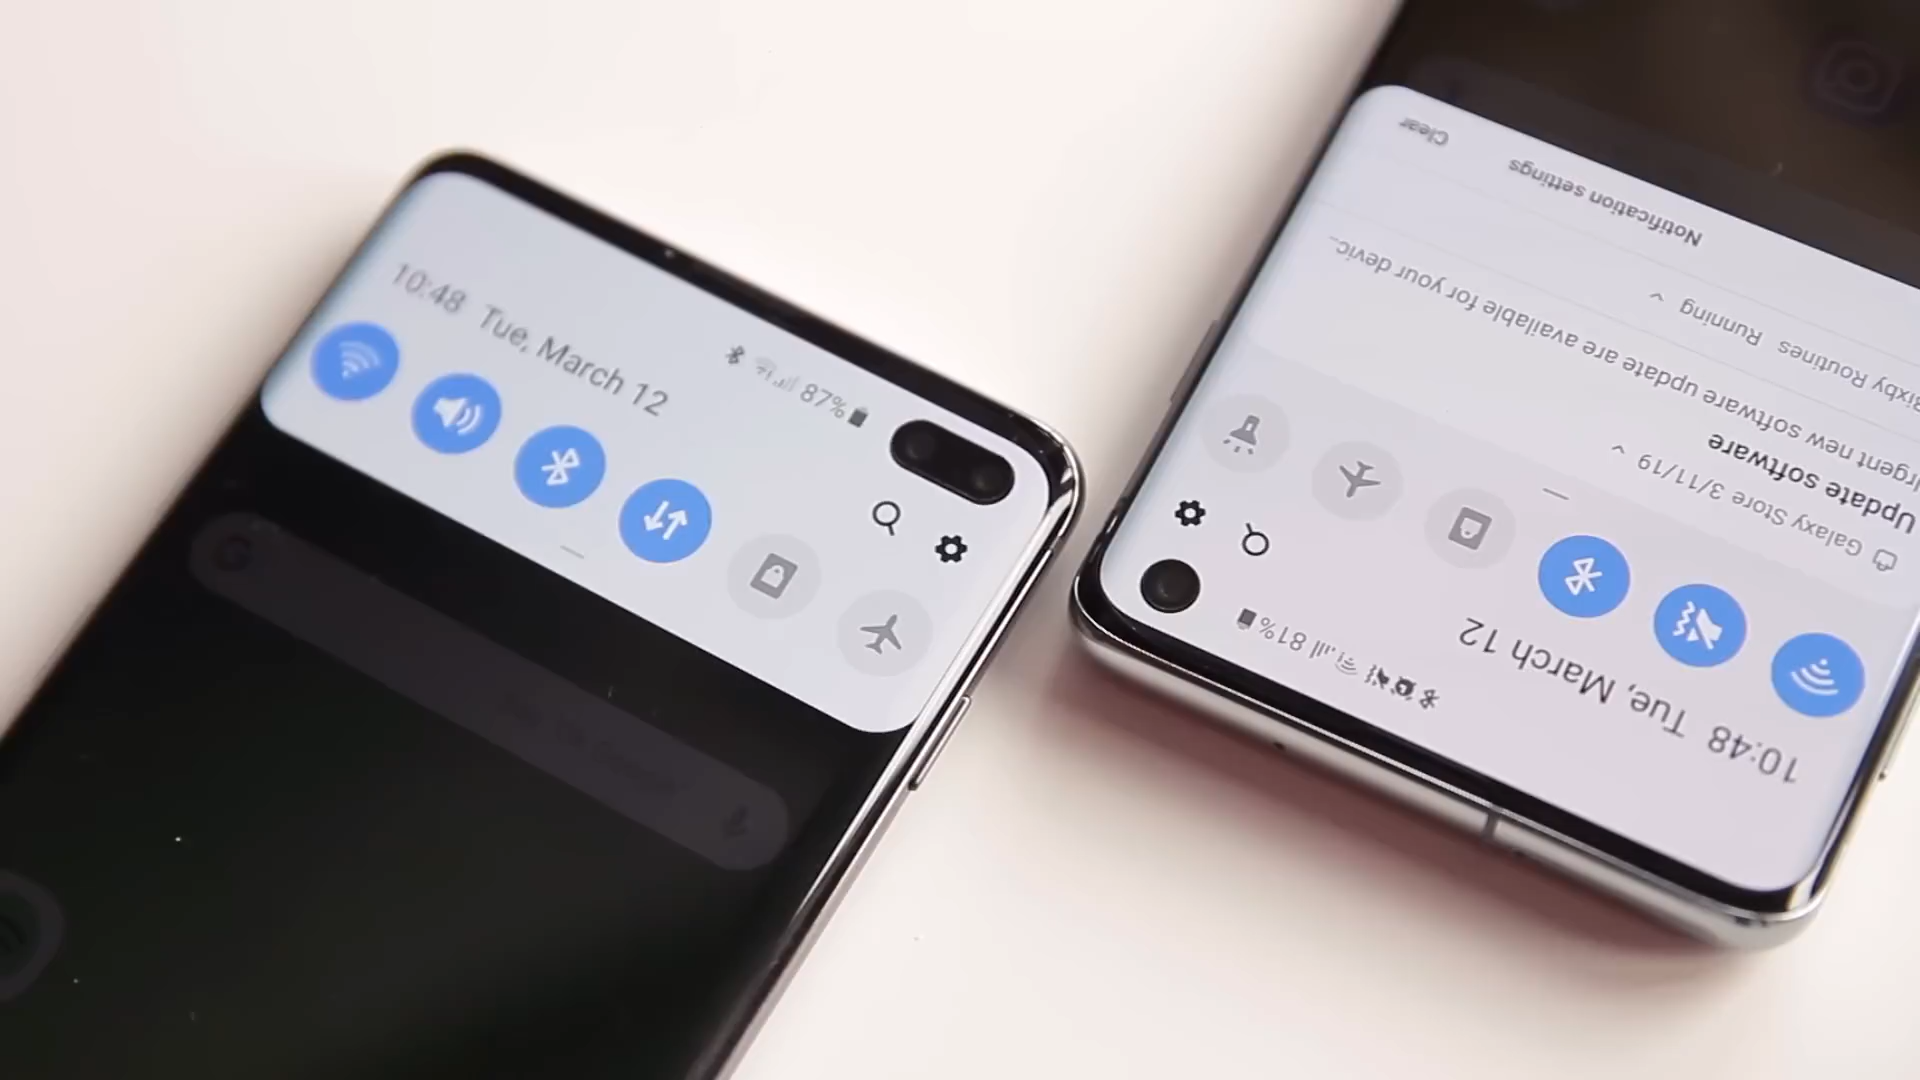 10:48 Tue, March 12
87%
10:48 Tue, March 12
81%
Galaxy Store 3/11/19
Update software
Urgent new software update are available for your devic...
Bixby Routines Running
Notification settings
Clear